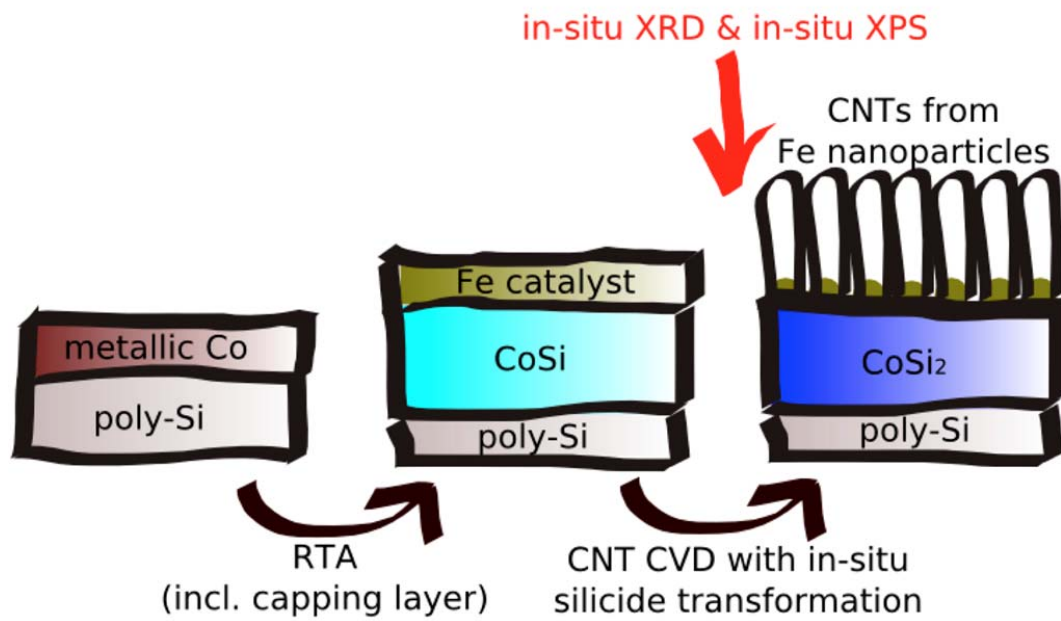 in-situ XRD & in-situ XPS
CNTs from
Fe nanoparticles
metallic Co
poly-Si
Fe catalyst
CoSi
poly-Si
CoSi2
poly-Si
RTA
(incl. capping layer)
CNT CVD with in-situ
silicide transformation